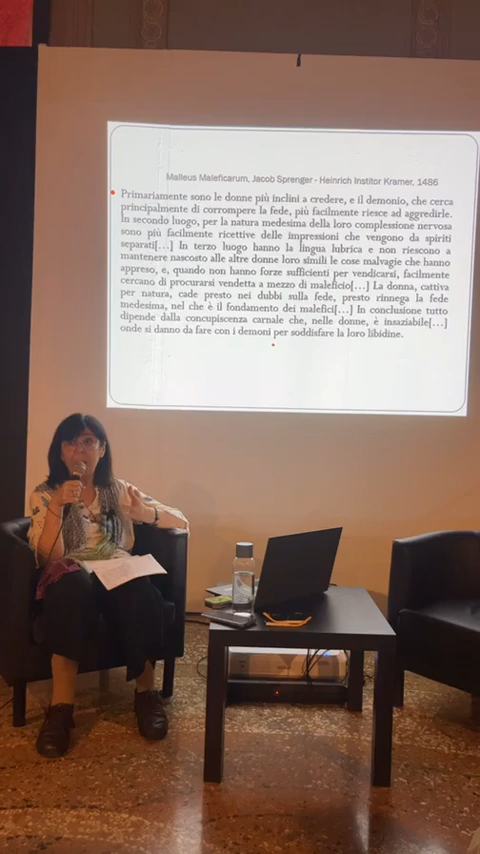 Malleus Maleficarum, Jacob Sprenger - Heinrich Institor Kramer, 1486
Primariamente sono le donne più inclini a credere, e il demonio, che cerca
principalmente di corrompere la fede, più facilmente riesce ad aggredirle.
In secondo luogo, per la natura medesima della loro complessione nervosa
sono più facilmente ricettive delle impressioni che vengono da spiriti
separati[…] In terzo luogo hanno la lingua lubrica e non riescono a
mantenere nascosto alle altre donne loro simili le cose malvagie che hanno
appreso, e, quando non hanno forze sufficienti per vendicarsi, facilmente
cercano di procurarsi vendetta a mezzo di maleficio[…] La donna, cattiva
per natura, cade presto nei dubbi sulla fede, presto rinnega la fede
medesima, nel che è il fondamento dei malefici[…] In conclusione tutto
dipende dalla concupiscenza carnale che, nelle donne, è insaziabile[…]
onde si danno da fare con i demoni per soddisfare la loro libidine.